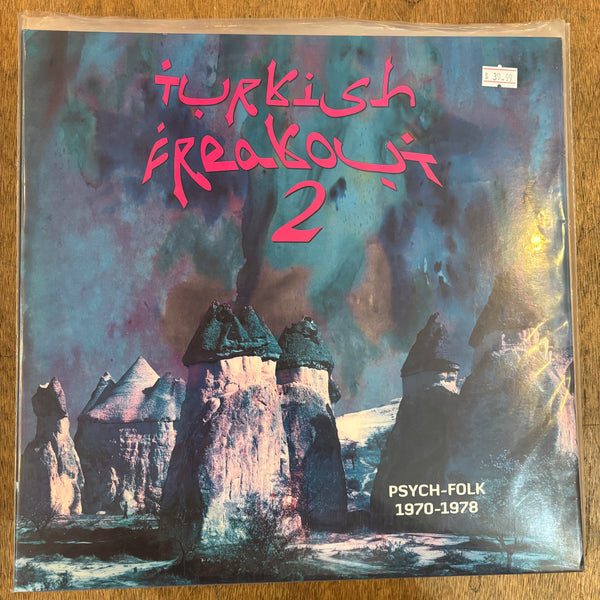 TURKISH
FREAKOUT
2
$ 39.99
PSYCH-FOLK
1970-1978